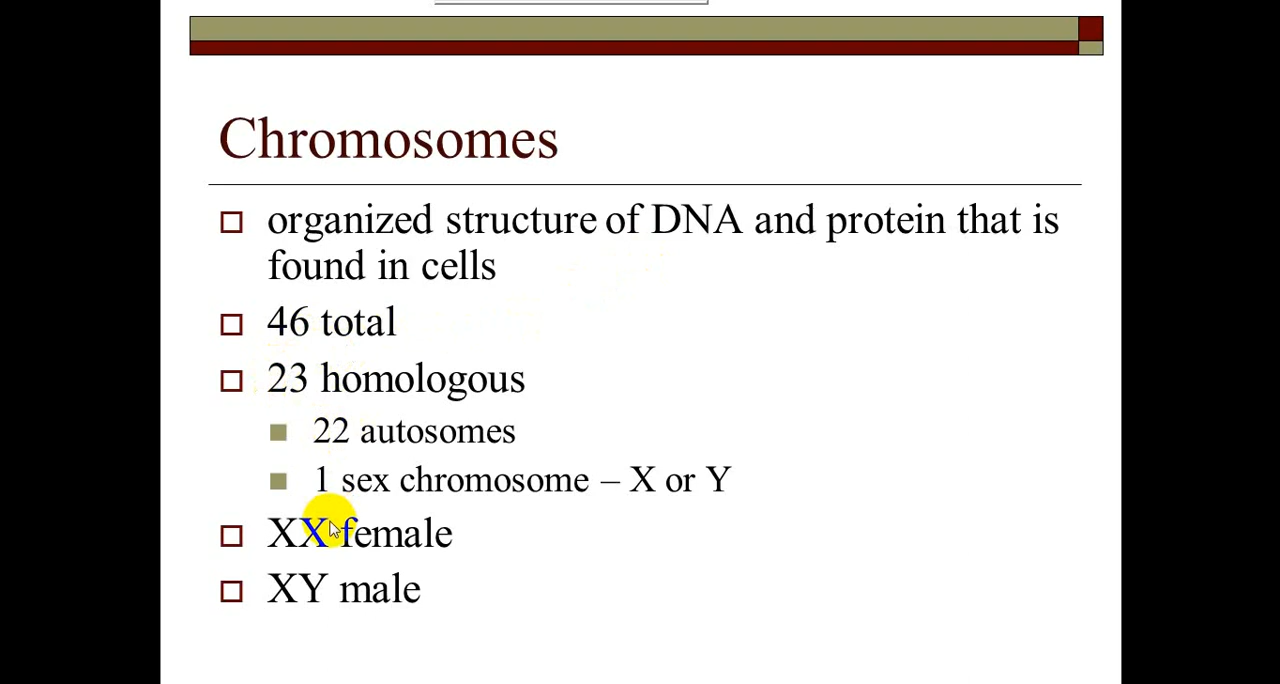 Chromosomes
organized structure of DNA and protein that is
found in cells
46 total
23 homologous
22 autosomes
1 sex chromosome – X or Y
XX female
XY male